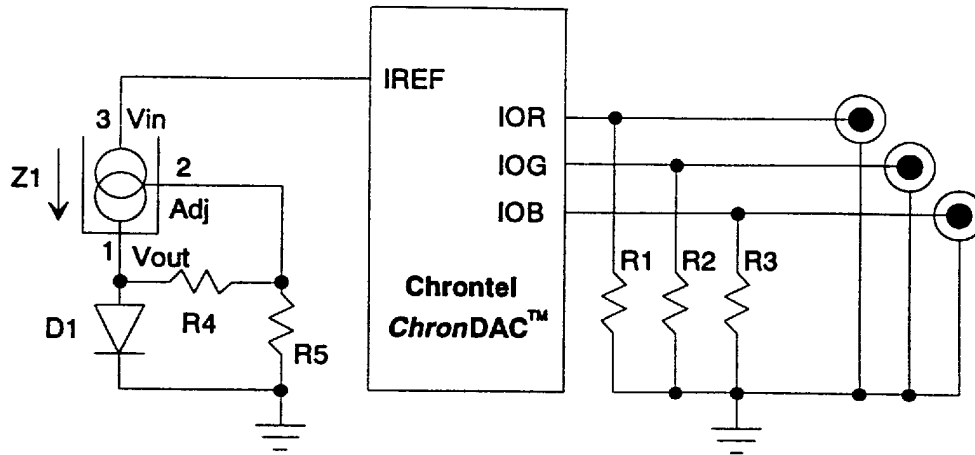 IREF
3 Vin
IOR
2
IOG
Z1
Adj
IOB
1 Vout
R1 R2 R3
Chrontel
D1
R4
ChronDAC™
R5